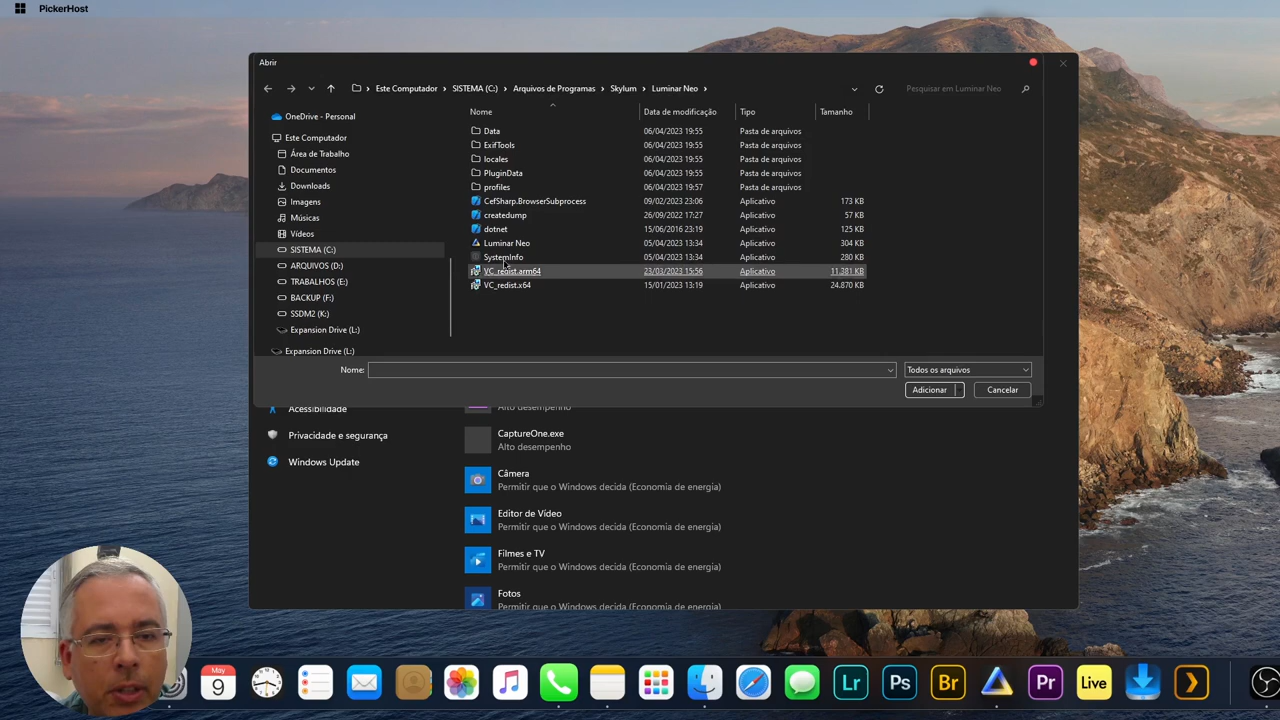 PickerHost
Abrir
Este Computador > SISTEMA (C:) > Arquivos de Programas > Skylum > Luminar Neo >
Pesquisar em Luminar Neo
Nome Data de modificação Tipo Tamanho
OneDrive - Personal
Este Computador
Área de Trabalho
Documentos
Downloads
Imagens
Músicas
Vídeos
SISTEMA (C:)
ARQUIVOS (D:)
TRABALHOS (E:)
BACKUP (F:)
SSDM2 (K:)
Expansion Drive (L:)
Expansion Drive (L:)
Data 06/04/2023 19:55 Pasta de arquivos
ExifTools 06/04/2023 19:55 Pasta de arquivos
locales 06/04/2023 19:55 Pasta de arquivos
PluginData 06/04/2023 19:55 Pasta de arquivos
profiles 06/04/2023 19:57 Pasta de arquivos
CefSharp.BrowserSubprocess 09/02/2023 23:06 Aplicativo 173 KB
createdump 26/09/2022 17:27 Aplicativo 57 KB
dotnet 15/06/2016 23:19 Aplicativo 125 KB
Luminar Neo 05/04/2023 13:34 Aplicativo 304 KB
SystemInfo 05/04/2023 13:34 Aplicativo 280 KB
VC_redist.arm64 23/03/2023 15:56 Aplicativo 11.381 KB
VC_redist.x64 15/01/2023 13:19 Aplicativo 24.870 KB
Nome: Todos os arquivos
Adicionar Cancelar
Acessibilidade
Privacidade e segurança
Windows Update
Alto desempenho
CaptureOne.exe
Alto desempenho
Câmera
Permitir que o Windows decida (Economia de energia)
Editor de Vídeo
Permitir que o Windows decida (Economia de energia)
Filmes e TV
Permitir que o Windows decida (Economia de energia)
Fotos
Permitir que o Windows decida (Economia de energia)
May
9
Lr Ps Br Pr Live